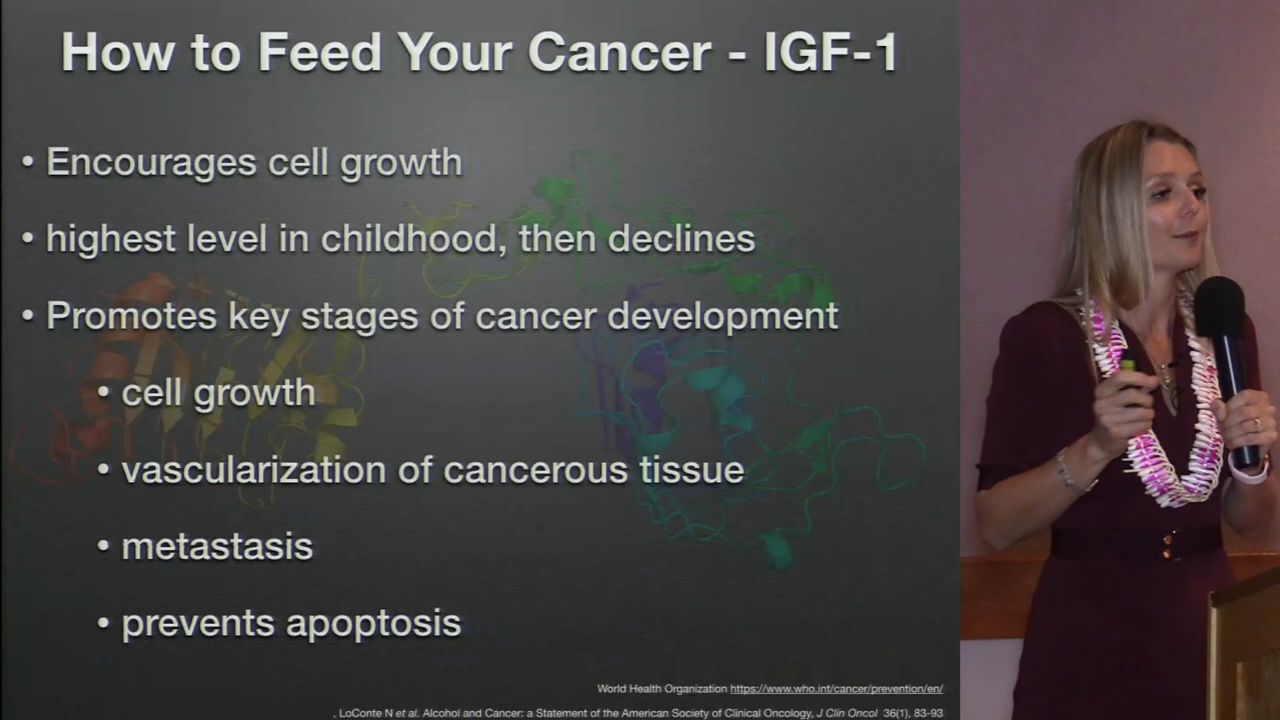 How to Feed Your Cancer - IGF-1
• Encourages cell growth
• highest level in childhood, then declines
• Promotes key stages of cancer development
• cell growth
• vascularization of cancerous tissue
• metastasis
• prevents apoptosis
World Health Organization https://www.who.int/cancer/prevention/en/
, LoConte N et al. Alcohol and Cancer: a Statement of the American Society of Clinical Oncology, J Clin Oncol 36(1), 83-93